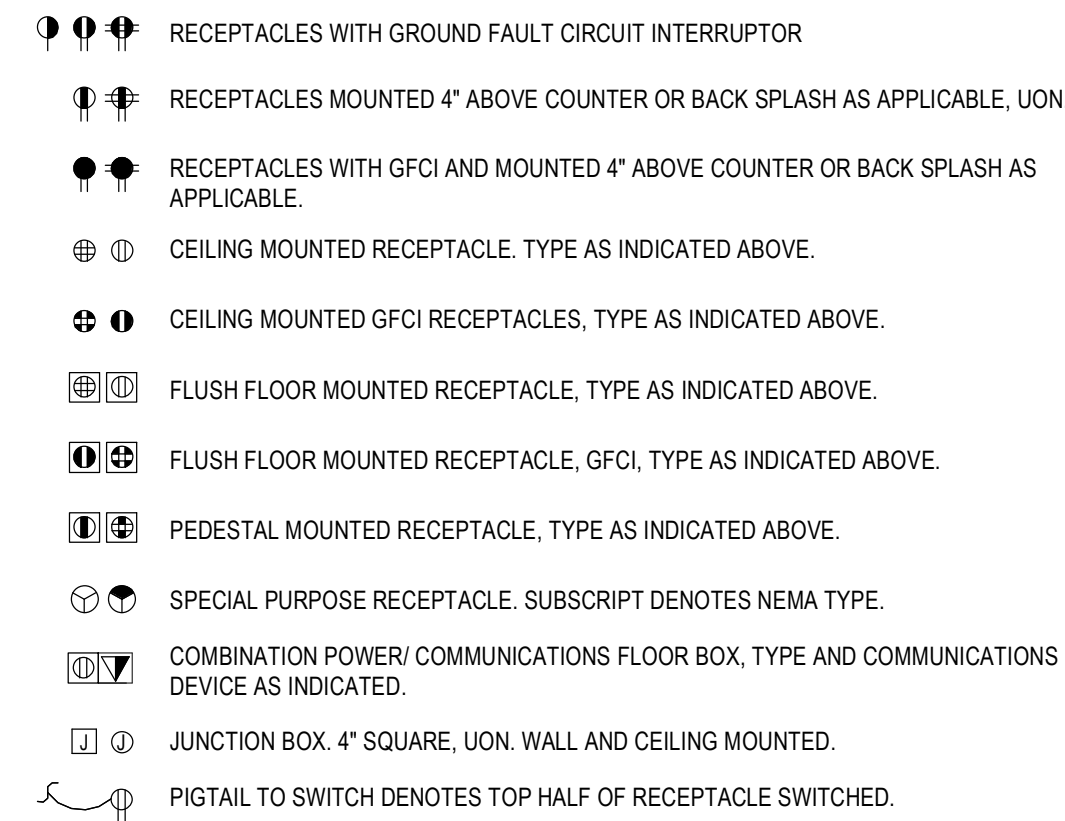 RECEPTACLES WITH GROUND FAULT CIRCUIT INTERRUPTOR
RECEPTACLES MOUNTED 4" ABOVE COUNTER OR BACK SPLASH AS APPLICABLE, UON
RECEPTACLES WITH GFCI AND MOUNTED 4" ABOVE COUNTER OR BACK SPLASH AS
APPLICABLE.
CEILING MOUNTED RECEPTACLE. TYPE AS INDICATED ABOVE.
CEILING MOUNTED GFCI RECEPTACLES, TYPE AS INDICATED ABOVE.
FLUSH FLOOR MOUNTED RECEPTACLE, TYPE AS INDICATED ABOVE.
FLUSH FLOOR MOUNTED RECEPTACLE, GFCI, TYPE AS INDICATED ABOVE.
PEDESTAL MOUNTED RECEPTACLE, TYPE AS INDICATED ABOVE.
SPECIAL PURPOSE RECEPTACLE. SUBSCRIPT DENOTES NEMA TYPE.
COMBINATION POWER/ COMMUNICATIONS FLOOR BOX, TYPE AND COMMUNICATIONS
DEVICE AS INDICATED.
J J JUNCTION BOX. 4" SQUARE, UON. WALL AND CEILING MOUNTED.
PIGTAIL TO SWITCH DENOTES TOP HALF OF RECEPTACLE SWITCHED.